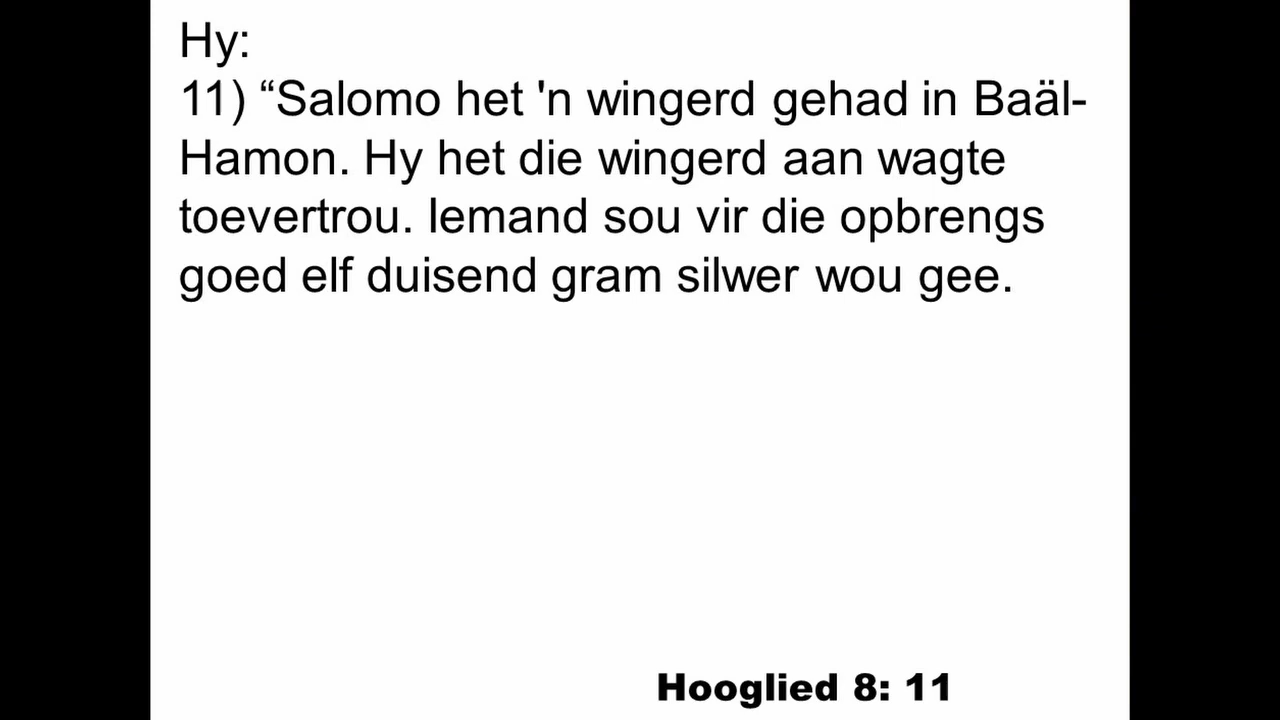 Hy:
11) “Salomo het 'n wingerd gehad in Baäl-
Hamon. Hy het die wingerd aan wagte
toevertrou. Iemand sou vir die opbrengs
goed elf duisend gram silwer wou gee.
Hooglied 8: 11